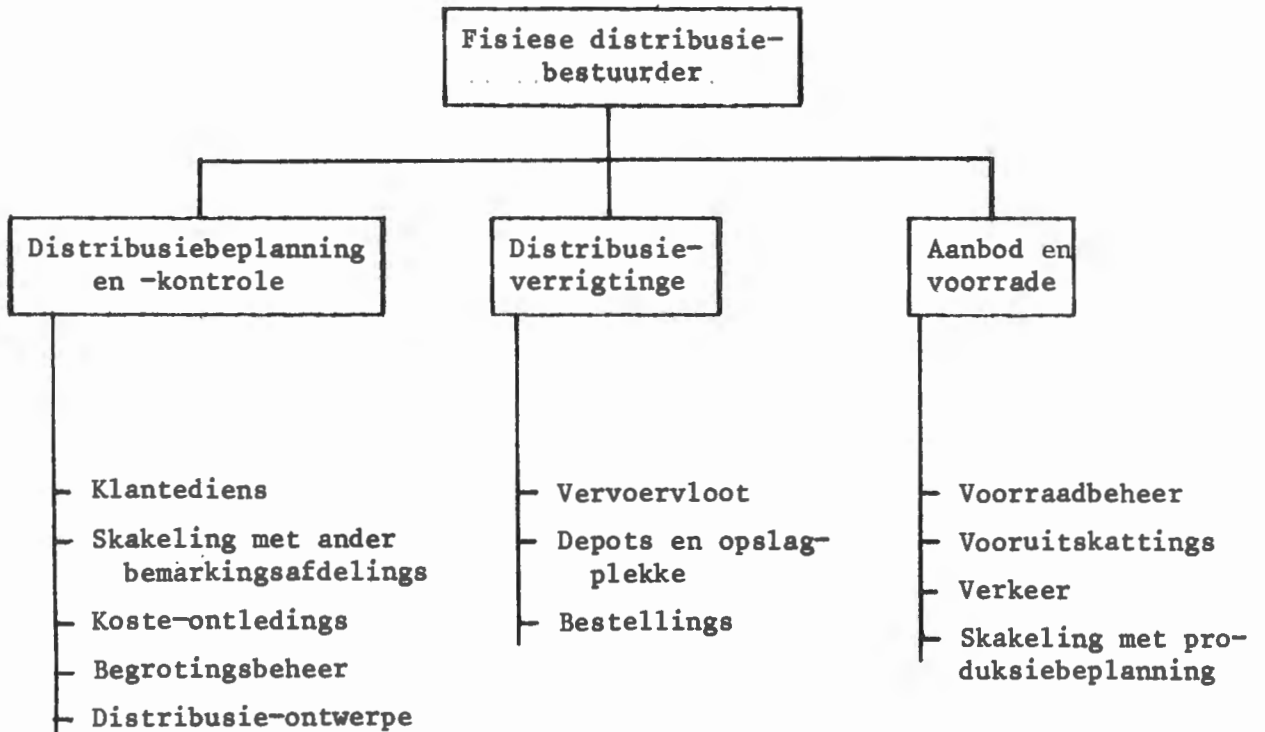 Fisiese distribusie-
bestuurder
Distribusiebeplanning
en -kontrole
Distribusie-
verrigtinge
Aanbod en
voorrade
Klantediens
Skakeling met ander
bemarkingsafdelings
Koste-ontledings
Begrotingsbeheer
Distribusie-ontwerpe
Vervoervloot
Depots en opslag-
plekke
Bestellings
Voorraadbeheer
Vooruitskattings
Verkeer
Skakeling met pro-
duksiebeplanning